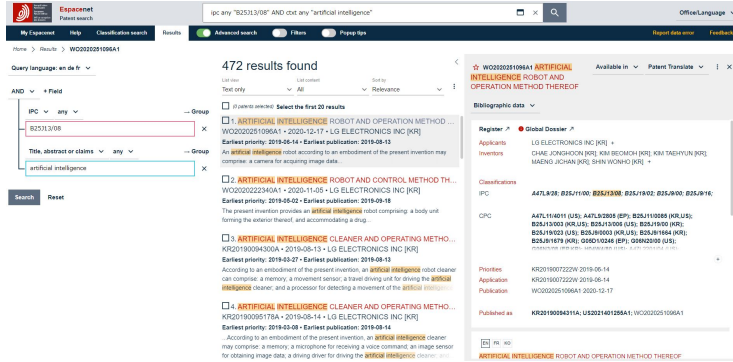 Espacenet
Patent search
ipc any "B25J13/08" AND ctxt any "artificial intelligence"
Office/Language
My Espacenet Help Classification search Results Advanced search Filters Popup tips Report data error Feedback
Home > Results > WO2020251096A1
Query language: en de fr
AND + Field
IPC any Group
B25J13/08
Title, abstract or claims any Group
artificial intelligence
Search Reset
472 results found
List view List content Sort by
Text only All Relevance
(0 patents selected) Select the first 20 results
1. ARTIFICIAL INTELLIGENCE ROBOT AND OPERATION METHOD ...
WO2020251096A1 • 2020-12-17 • LG ELECTRONICS INC [KR]
Earliest priority: 2019-06-14 • Earliest publication: 2019-08-13
An artificial intelligence robot according to an embodiment of the present invention may
comprise: a camera for acquiring image data...
2. ARTIFICIAL INTELLIGENCE ROBOT AND CONTROL METHOD TH...
WO2020222340A1 • 2020-11-05 • LG ELECTRONICS INC [KR]
Earliest priority: 2019-05-02 • Earliest publication: 2019-09-18
The present invention provides an artificial intelligence robot comprising: a body unit
forming the exterior thereof, and accommodating a drug...
3. ARTIFICIAL INTELLIGENCE CLEANER AND OPERATING METHO...
KR20190094300A • 2019-08-13 • LG ELECTRONICS INC [KR]
Earliest priority: 2019-03-27 • Earliest publication: 2019-08-13
According to an embodiment of the present invention, an artificial intelligence robot cleaner
can comprise: a memory; a movement sensor; a travel driving unit for driving the artificial
intelligence cleaner; and a processor for detecting a movement of the artificial intelligence
4. ARTIFICIAL INTELLIGENCE CLEANER AND OPERATING METHO...
KR20190095178A • 2019-08-14 • LG ELECTRONICS INC [KR]
Earliest priority: 2019-03-08 • Earliest publication: 2019-08-14
... According to an embodiment of the present invention, an artificial intelligence cleaner
may comprise: a memory; a microphone for receiving a voice command; an image sensor
for obtaining image data; a driving driver for driving the artificial intelligence cleaner; and
WO2020251096A1 ARTIFICIAL Available in Patent Translate
INTELLIGENCE ROBOT AND
OPERATION METHOD THEREOF
Bibliographic data
Register Global Dossier
Applicants LG ELECTRONICS INC [KR] +
Inventors CHAE JONGHOON [KR]; KIM BEOMOH [KR]; KIM TAEHYUN [KR];
MAENG JICHAN [KR]; SHIN WONHO [KR] +
Classifications
IPC A47L9/28; B25J11/00; B25J13/08; B25J19/02; B25J9/00; B25J9/16;
CPC A47L11/4011 (US); A47L9/2805 (EP); B25J11/0085 (KR,US);
B25J13/003 (KR,US); B25J13/006 (US); B25J19/00 (KR);
B25J19/023 (US); B25J9/0003 (KR,US); B25J9/1664 (KR);
B25J9/1679 (KR); G05D1/0246 (EP); G06N20/00 (US);
Priorities KR2019007222W 2019-06-14
Application KR2019007222W 2019-06-14
Publication WO2020251096A1 2020-12-17
Published as KR20190094311A; US2021401255A1; WO2020251096A1
EN FR KO
ARTIFICIAL INTELLIGENCE ROBOT AND OPERATION METHOD THEREOF